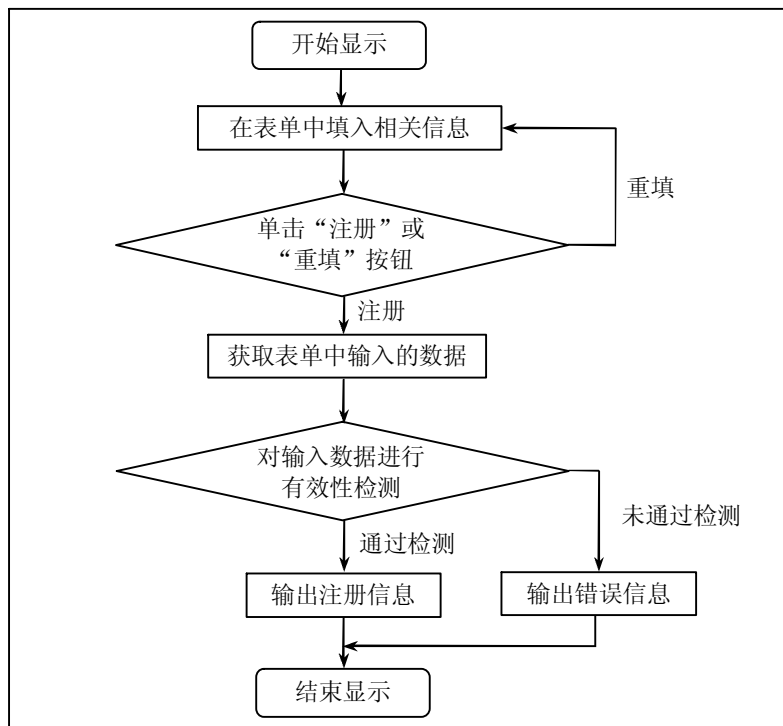 开始显示
在表单中填入相关信息
重填
单击“注册”或
“重填”按钮
注册
获取表单中输入的数据
对输入数据进行
有效性检测
未通过检测
通过检测
输出注册信息
输出错误信息
结束显示